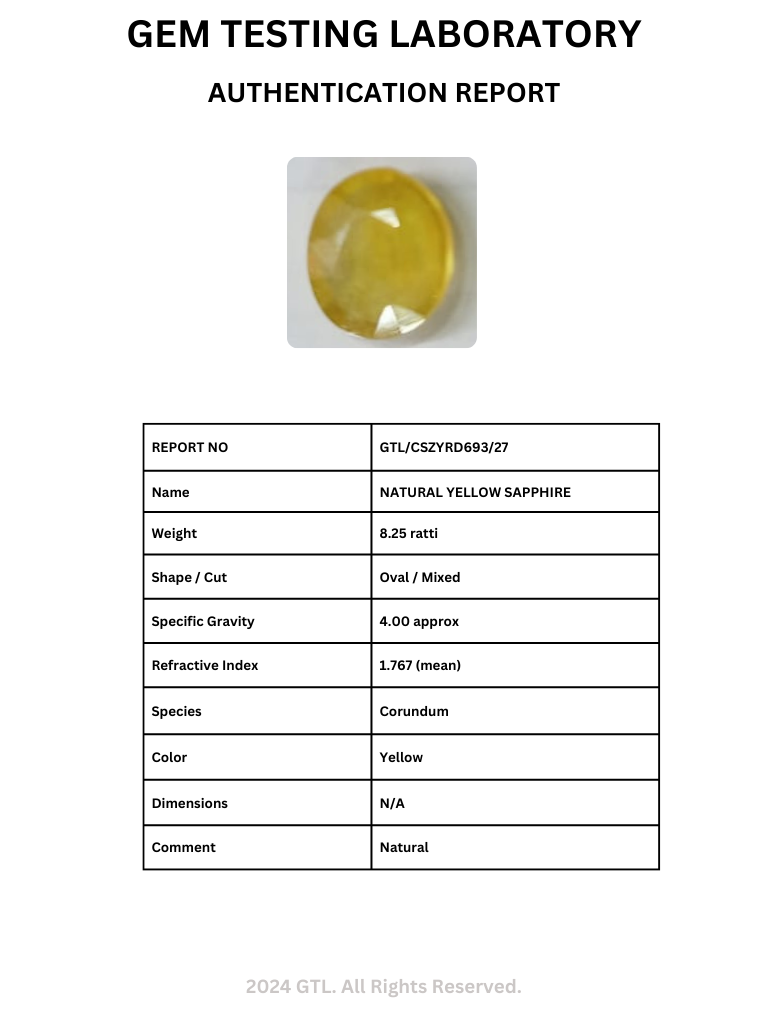 GEM TESTING LABORATORY
AUTHENTICATION REPORT
REPORT NO GTL/CSZYRD693/27
Name NATURAL YELLOW SAPPHIRE
Weight 8.25 ratti
Shape / Cut Oval / Mixed
Specific Gravity 4.00 approx
Refractive Index 1.767 (mean)
Species Corundum
Color Yellow
Dimensions N/A
Comment Natural
2024 GTL. All Rights Reserved.